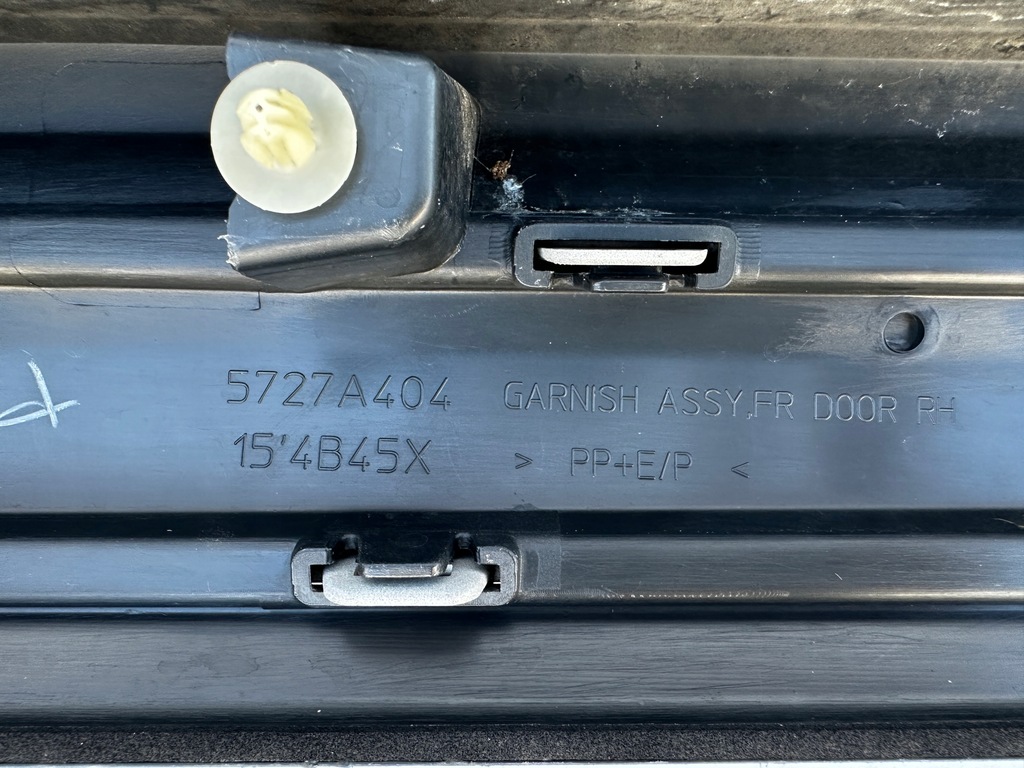 5727A404 GARNISH ASSY,FR DOOR RH
15'4B45X > PP+E/P <